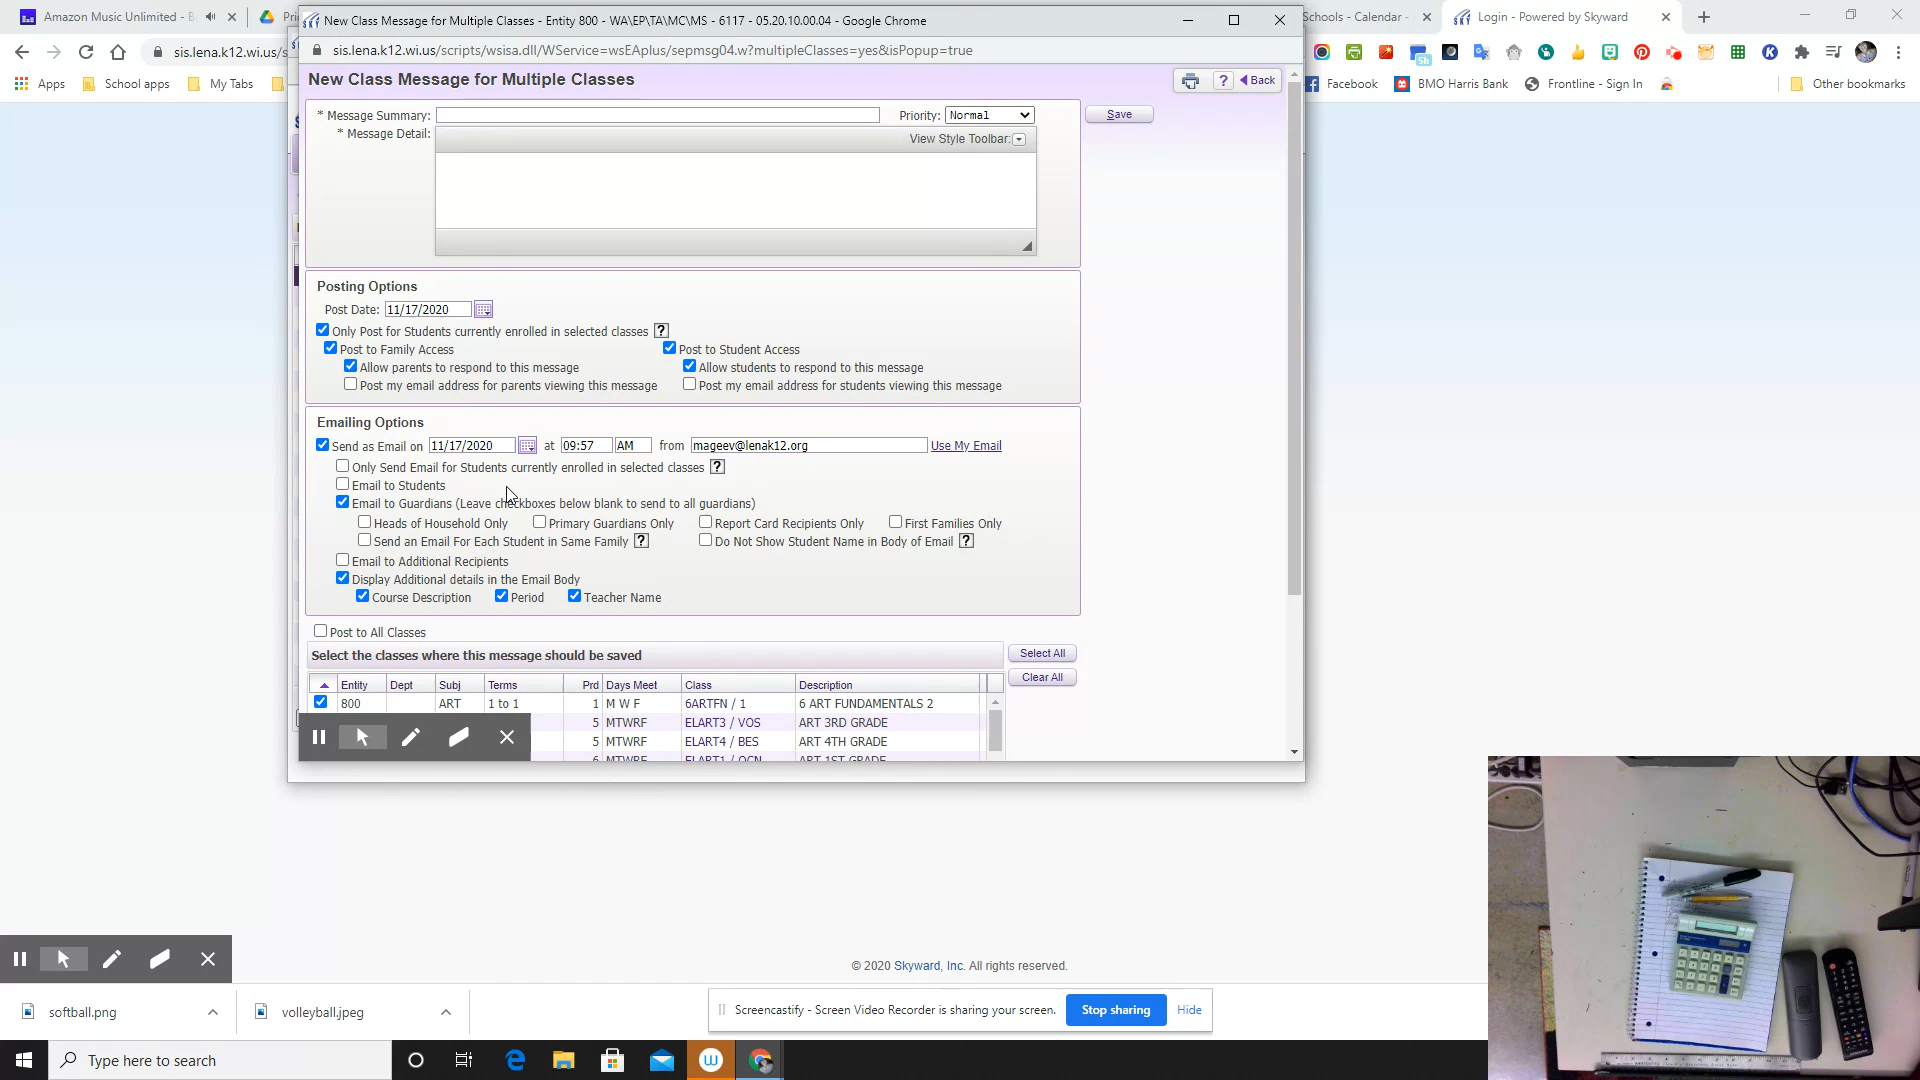 Amazon Music Unlimited - B
Pri
New Class Message for Multiple Classes - Entity 800 - WA\EP\TA\MC\MS - 6117 - 05.20.10.00.04 - Google Chrome
Schools - Calendar -
Login - Powered by Skyward
sis.lena.k12.wi.us/s
sis.lena.k12.wi.us/scripts/wsisa.dll/WService=wsEAplus/sepmsg04.w?multipleClasses=yes&isPopup=true
5h
Apps
School apps
My Tabs
Facebook
BMO Harris Bank
Frontline - Sign In
Other bookmarks
New Class Message for Multiple Classes
?
Back
* Message Summary:
Priority: Normal
Save
* Message Detail:
View Style Toolbar:
Posting Options
Post Date: 11/17/2020
Only Post for Students currently enrolled in selected classes ?
Post to Family Access
Post to Student Access
Allow parents to respond to this message
Allow students to respond to this message
Post my email address for parents viewing this message
Post my email address for students viewing this message
Emailing Options
Send as Email on 11/17/2020 at 09:57 AM from mageev@lenak12.org Use My Email
Only Send Email for Students currently enrolled in selected classes ?
Email to Students
Email to Guardians (Leave checkboxes below blank to send to all guardians)
Heads of Household Only
Primary Guardians Only
Report Card Recipients Only
First Families Only
Send an Email For Each Student in Same Family ?
Do Not Show Student Name in Body of Email ?
Email to Additional Recipients
Display Additional details in the Email Body
Course Description
Period
Teacher Name
Post to All Classes
Select the classes where this message should be saved
Select All
Clear All
Entity Dept Subj Terms Prd Days Meet Class Description
800 ART 1 to 1 1 M W F 6ARTFN / 1 6 ART FUNDAMENTALS 2
5 MTWRF ELART3 / VOS ART 3RD GRADE
5 MTWRF ELART4 / BES ART 4TH GRADE
6 MTWRF ELART1 / OCN ART 1ST GRADE
© 2020 Skyward, Inc. All rights reserved.
softball.png
volleyball.jpeg
Screencastify - Screen Video Recorder is sharing your screen.
Stop sharing
Hide
Type here to search